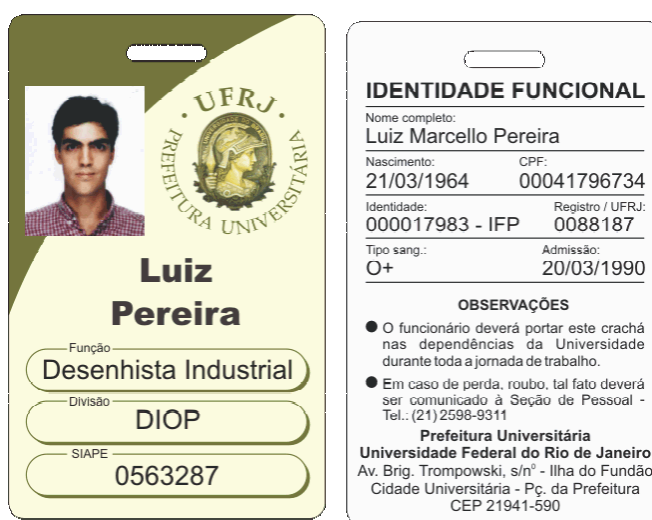 UFRJ
PREFEITURA UNIVERSITÁRIA
Luiz
Pereira
Função
Desenhista Industrial
Divisão
DIOP
SIAPE
0563287
IDENTIDADE FUNCIONAL
Nome completo:
Luiz Marcello Pereira
Nascimento: CPF:
21/03/1964 00041796734
Identidade: Registro / UFRJ:
000017983 - IFP 0088187
Tipo sang.: Admissão:
O+ 20/03/1990
OBSERVAÇÕES
● O funcionário deverá portar este crachá
nas dependências da Universidade
durante toda a jornada de trabalho.
● Em caso de perda, roubo, tal fato deverá
ser comunicado à Seção de Pessoal -
Tel.: (21) 2598-9311
Prefeitura Universitária
Universidade Federal do Rio de Janeiro
Av. Brig. Trompowski, s/nº - Ilha do Fundão
Cidade Universitária - Pç. da Prefeitura
CEP 21941-590